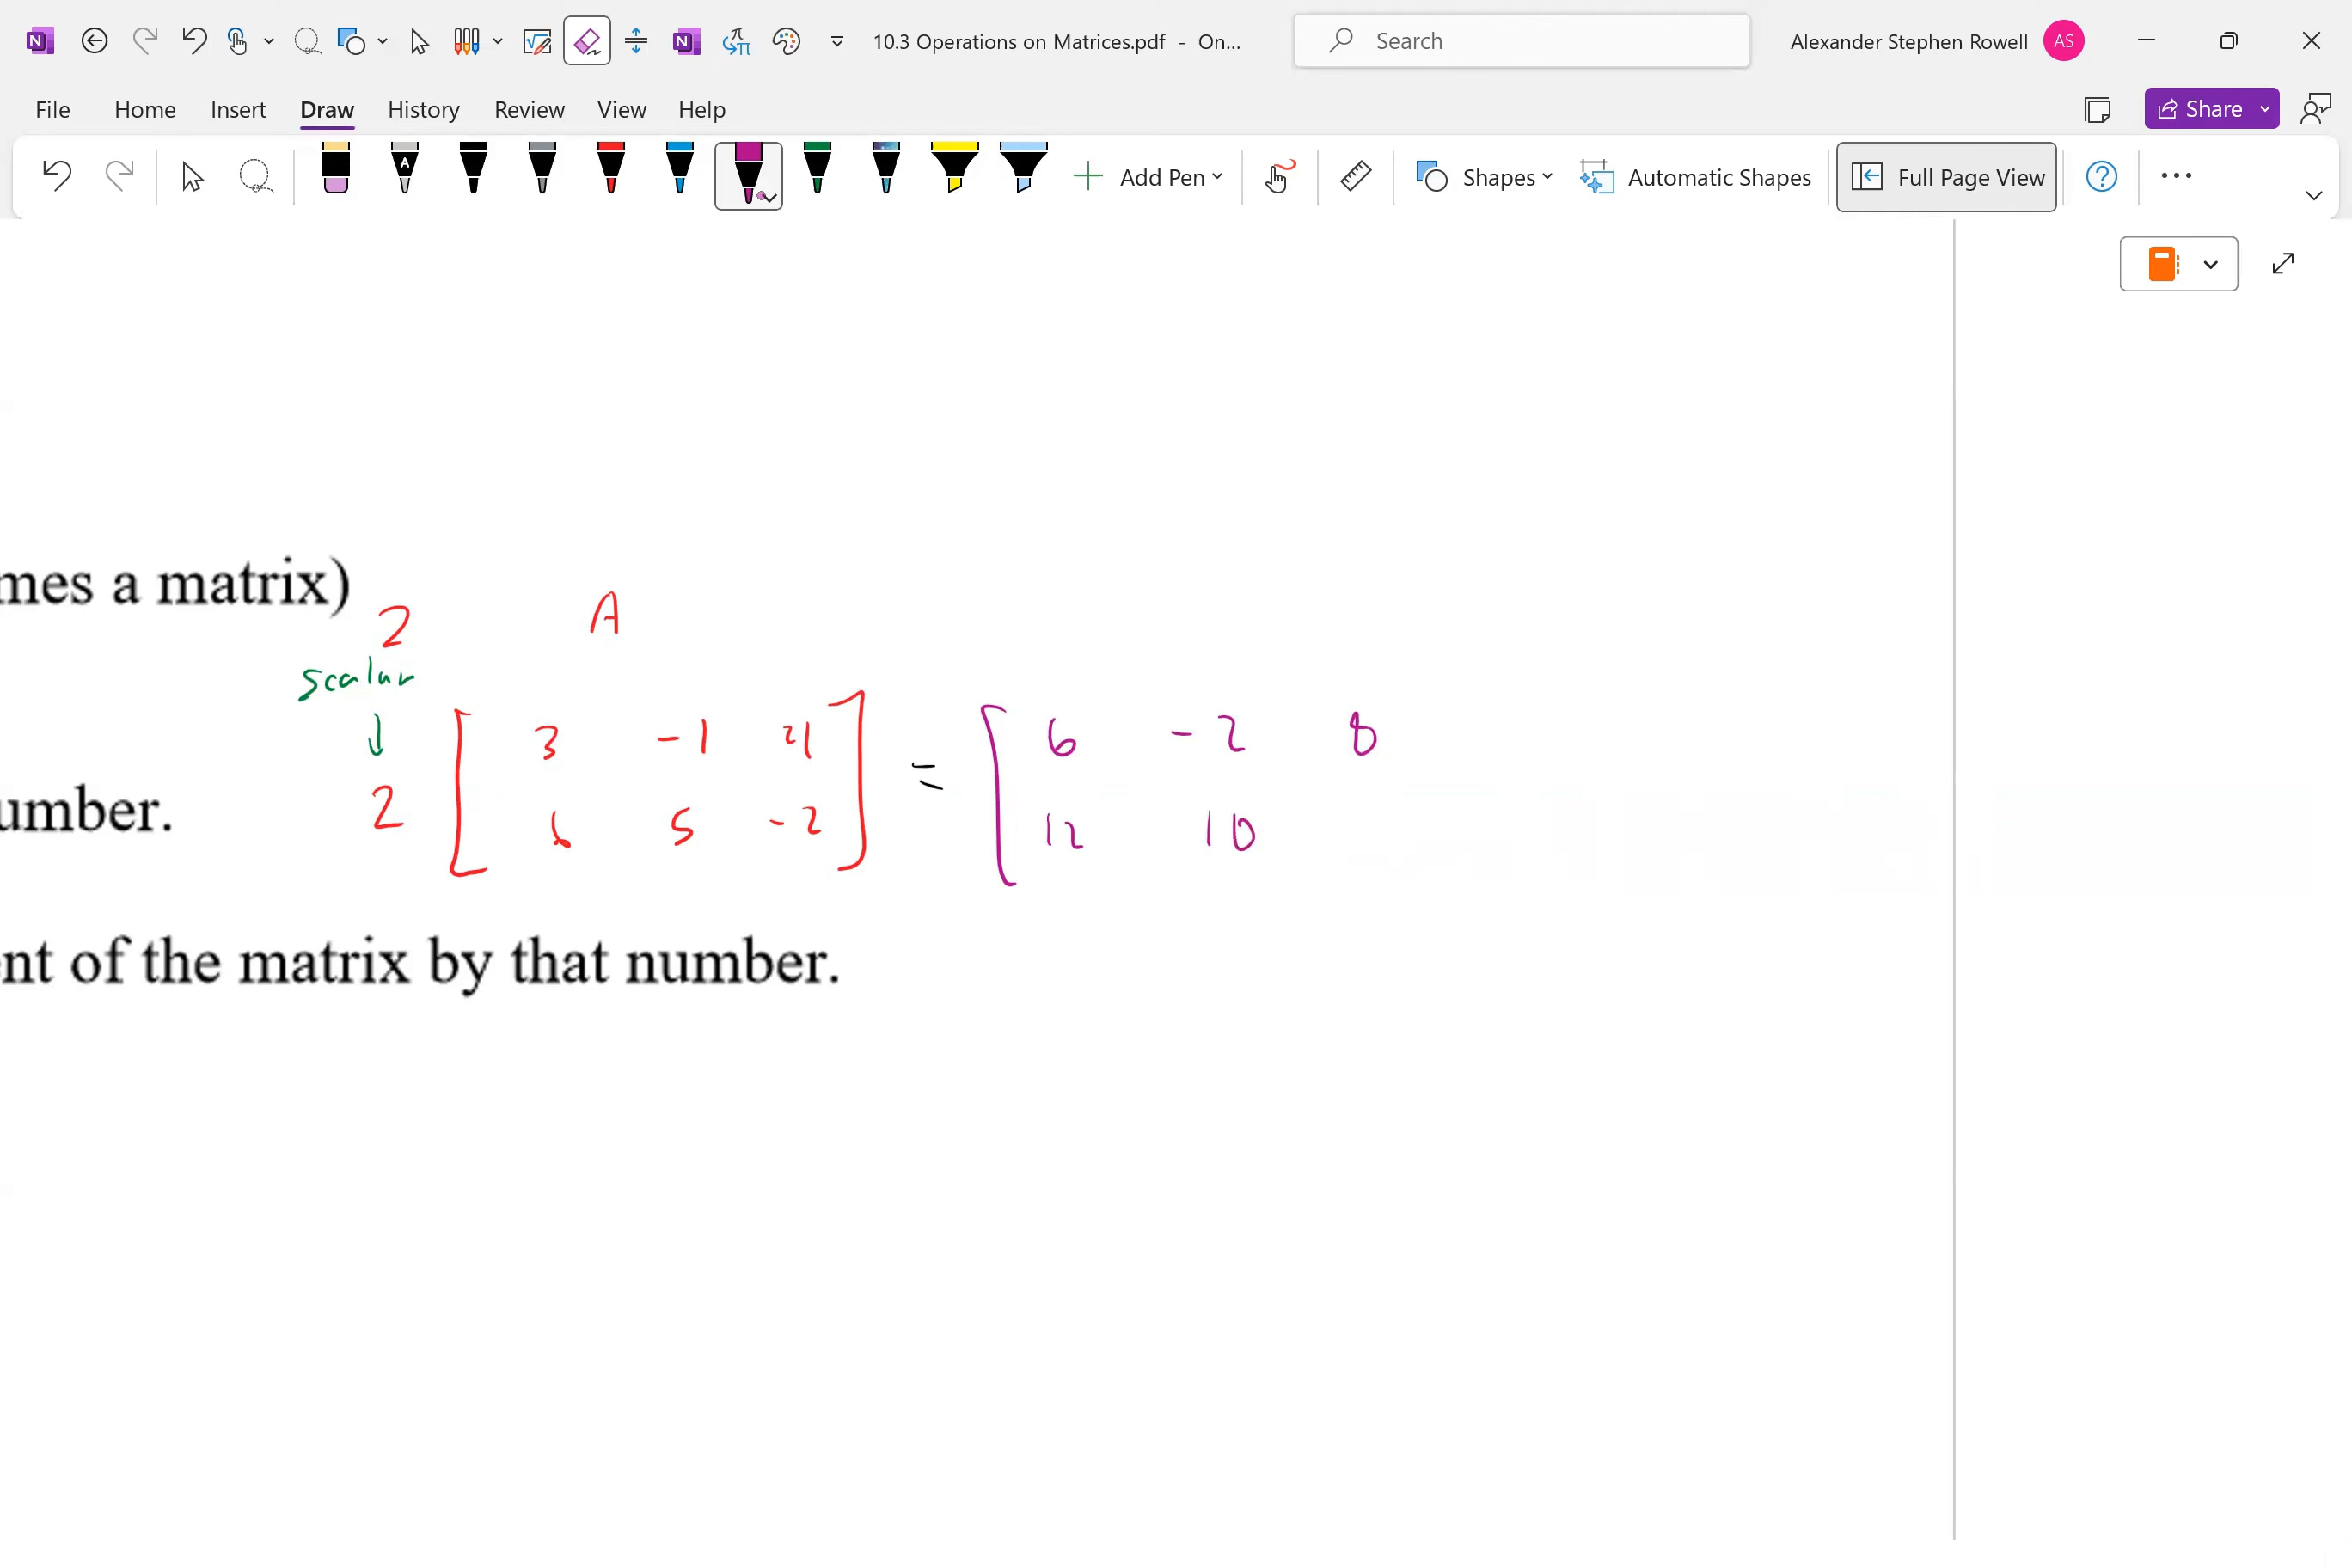 10.3 Operations on Matrices.pdf - On...
Search
Alexander Stephen Rowell
AS
File Home Insert Draw History Review View Help
Share
Add Pen
Shapes
Automatic Shapes
Full Page View
mes a matrix)
2 A
scalar
↓
2 [ 3 -1 4 ] = [ 6 -2 8
6 5 -2 12 10
umber.
nt of the matrix by that number.